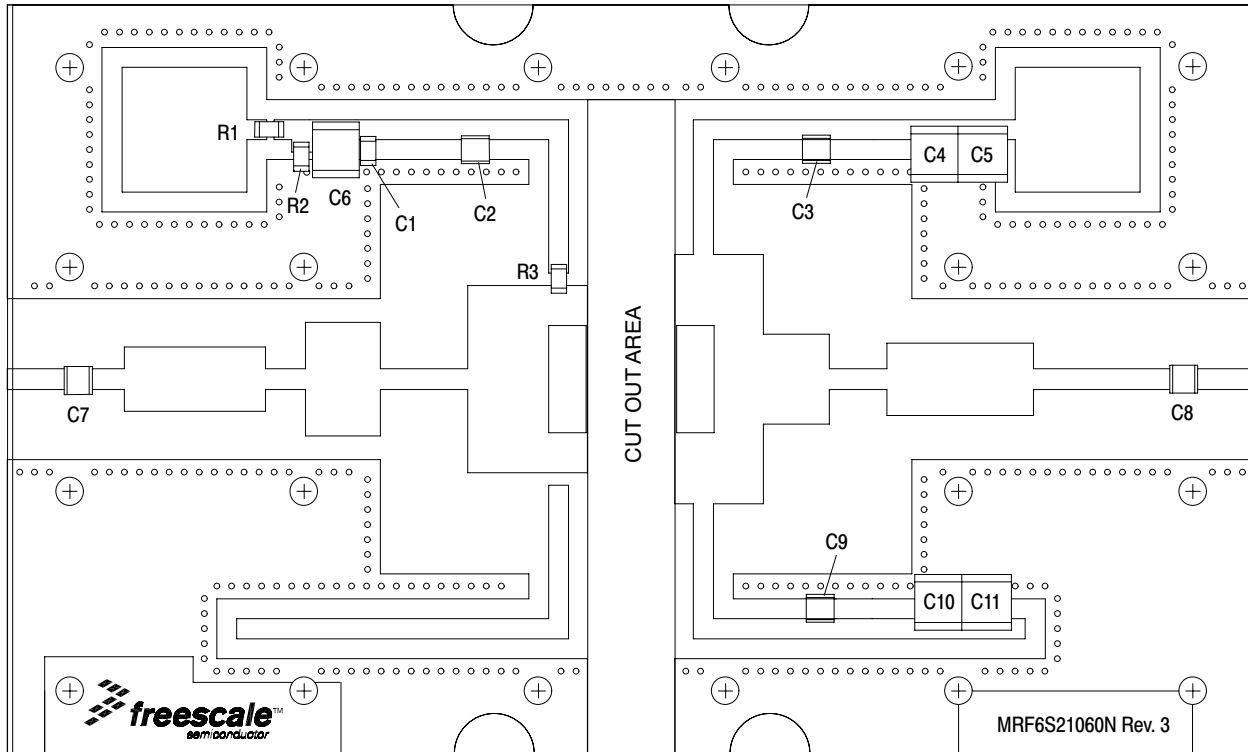 R1
R2
C6
C1
C2
C3
C4
C5
R3
CUT OUT AREA
C7
C8
C9
C10
C11
freescale™
semiconductor
MRF6S21060N Rev. 3